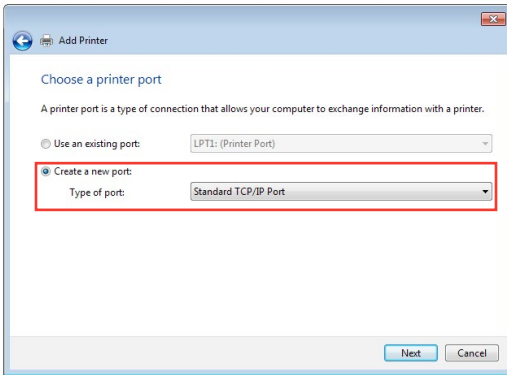 Add Printer
Choose a printer port
A printer port is a type of connection that allows your computer to exchange information with a printer.
Use an existing port: LPT1: (Printer Port)
Create a new port:
Type of port: Standard TCP/IP Port
Next Cancel